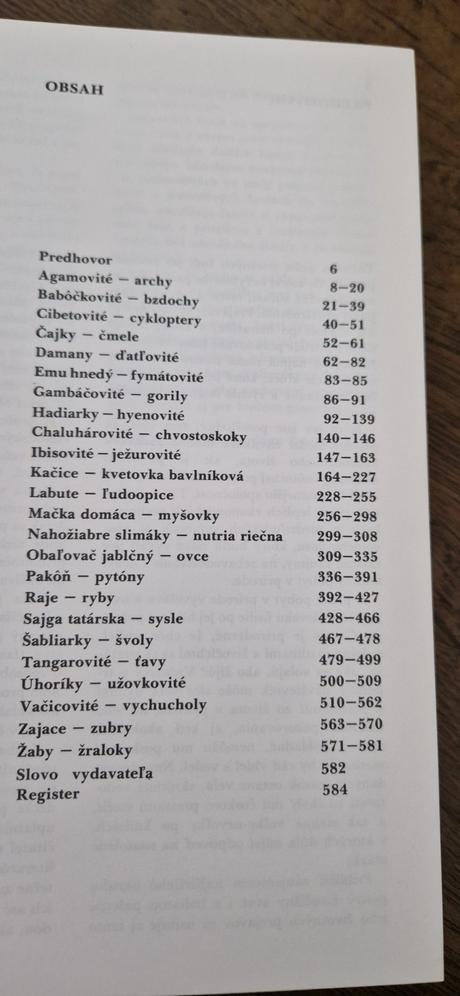 OBSAH
Predhovor 6
Agamovité — archy 8—20
Babôčkovité — bzdochy 21—39
Cibetovité — cykloptery 40—51
Čajky — čmele 52—61
Damany — ďatľovité 62—82
Emu hnedý — fymátovité 83—85
Gambáčovité — gorily 86—91
Hadiarky — hyenovité 92—139
Chaluhárovité — chvostoskoky 140—146
Ibisovité — ježurovité 147—163
Kačice — kvetovka bavlníková 164—227
Labute — ľudoopice 228—255
Mačka domáca — myšovky 256—298
Nahožiabre slimáky — nutria riečna 299—308
Obaľovač jablčný — ovce 309—335
Pakôň — pytóny 336—391
Raje — ryby 392—427
Sajga tatárska — sysle 428—466
Šabliarky — švoly 467—478
Tangarovité — ťavy 479—499
Úhoríky — užovkovité 500—509
Vačicovité — vychucholy 510—562
Zajace — zubry 563—570
Žaby — žraloky 571—581
Slovo vydavateľa 582
Register 584